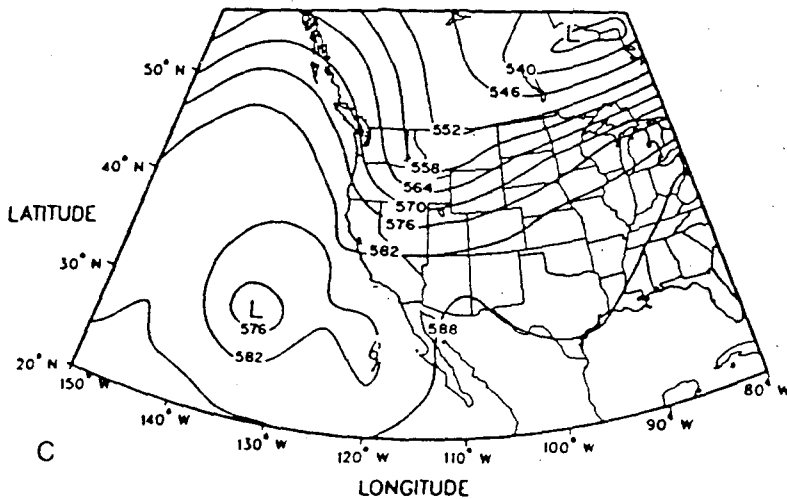 L
50° N
540
546
552
558
40° N
564
570
LATITUDE
576
582
30° N
L
576
588
582
20° N
150° W
80° W
140° W
90° W
130° W
100° W
C
120° W
110° W
LONGITUDE